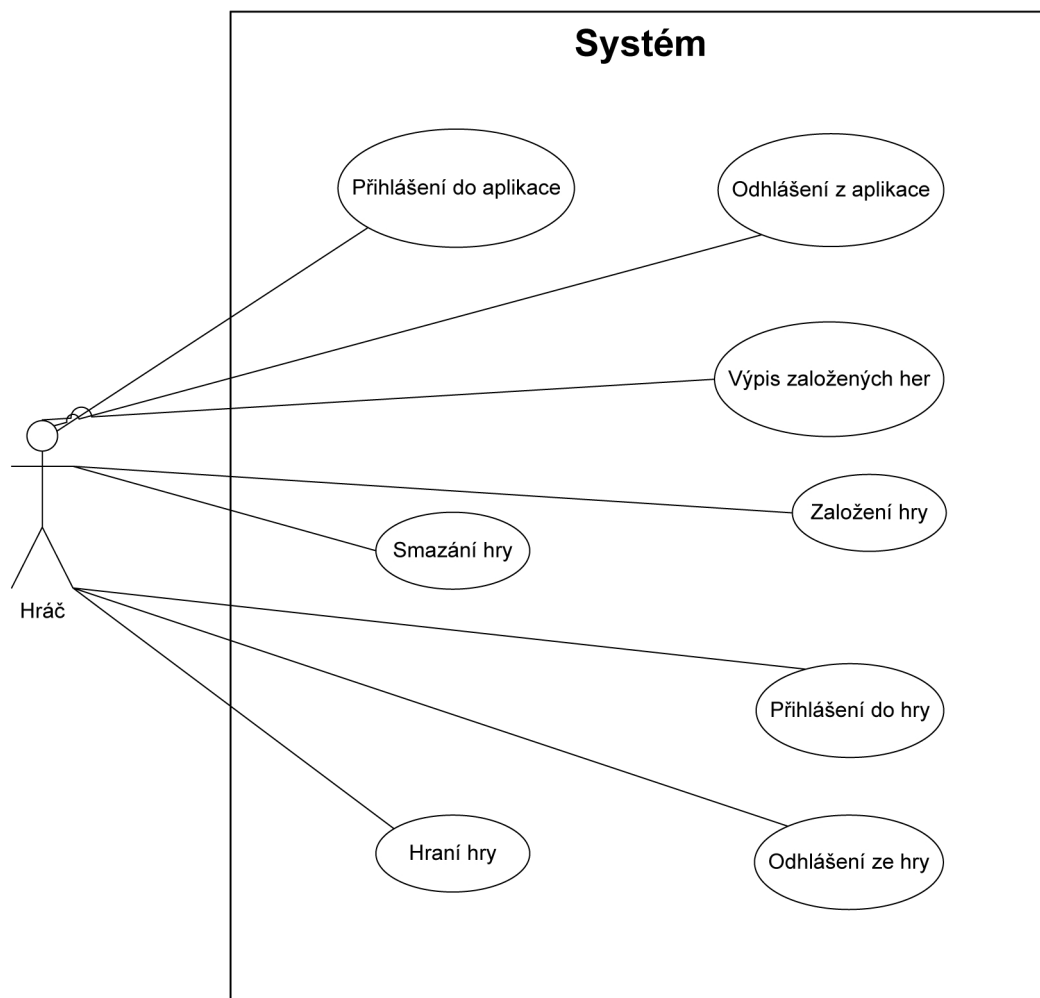 Systém
Přihlášení do aplikace
Odhlášení z aplikace
Výpis založených her
Založení hry
Smazání hry
Hráč
Přihlášení do hry
Hraní hry
Odhlášení ze hry